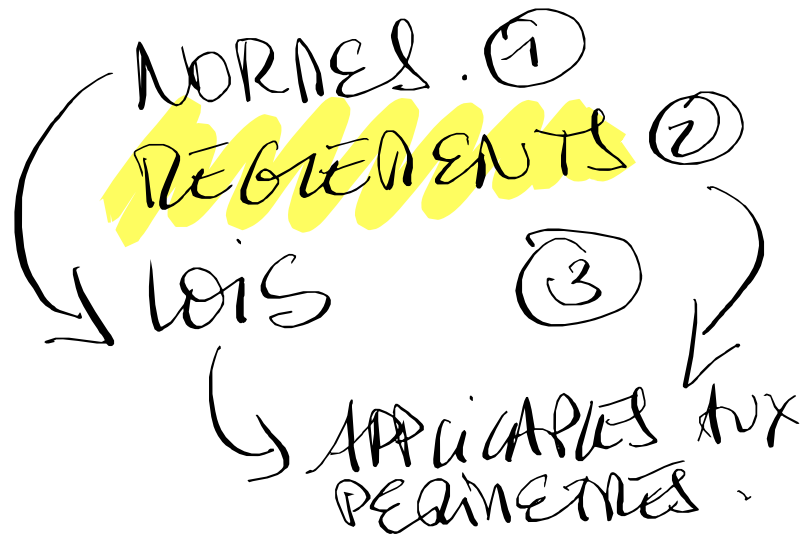 NORMES. 1
REGLEMENTS 2
LOIS 3
APPLICABLES AUX
PERIMETRES.